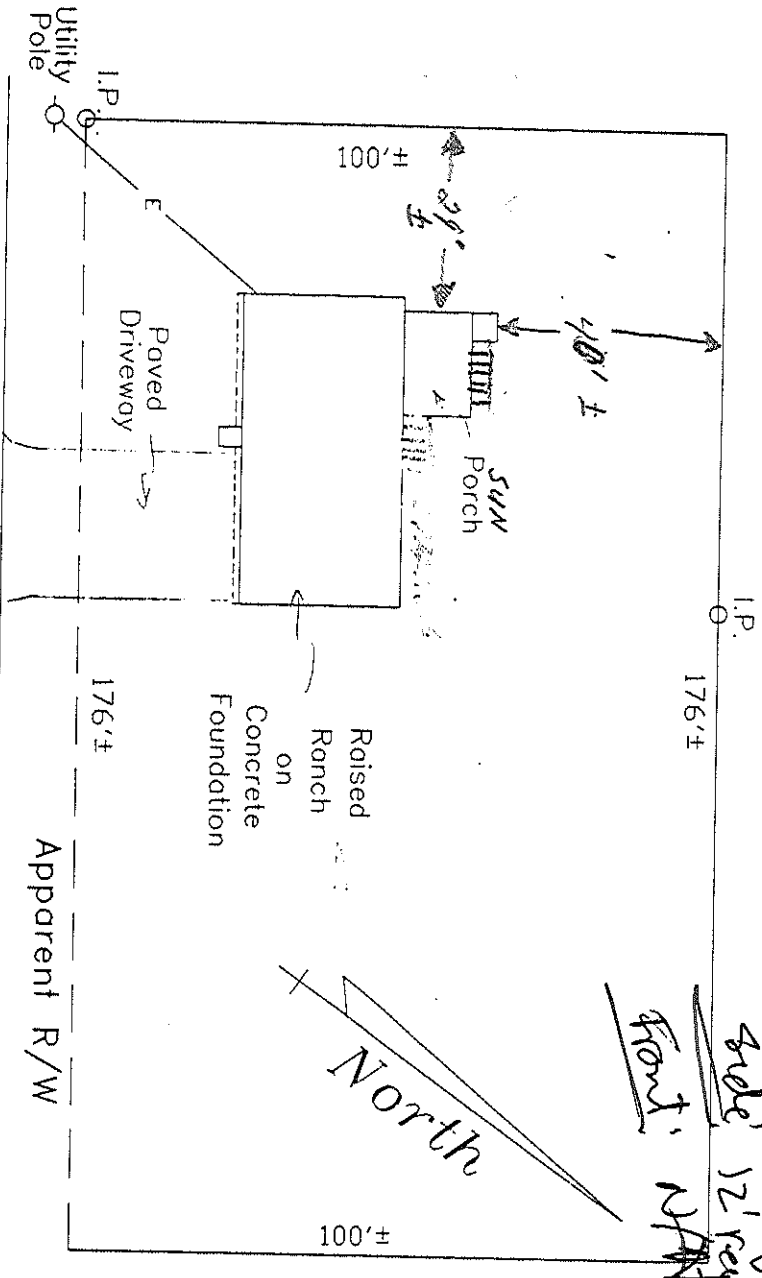 Utility
Pole
I.P.
100'±
E
Paved
Driveway
40' ±
SUN
Porch
I.P.
176'±
Raised
Ranch
on
Concrete
Foundation
176'±
Apparent R/W
North
100'±
Side 12'
Front. N/A